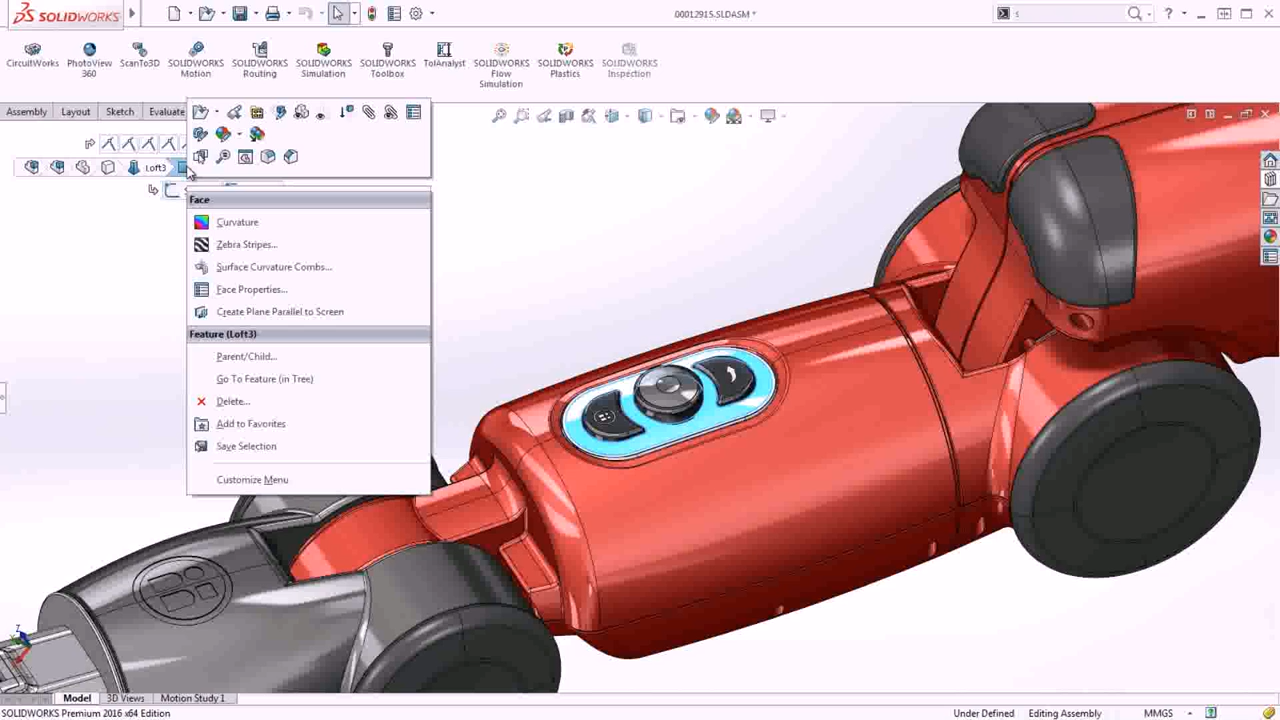 SOLIDWORKS
00012915.SLDASM *
s
CircuitWorks
PhotoView 360
ScanTo3D
SOLIDWORKS Motion
SOLIDWORKS Routing
SOLIDWORKS Simulation
SOLIDWORKS Toolbox
TolAnalyst
SOLIDWORKS Flow Simulation
SOLIDWORKS Plastics
SOLIDWORKS Inspection
Assembly Layout Sketch Evaluate
Loft3
Face
Curvature
Zebra Stripes...
Surface Curvature Combs...
Face Properties...
Create Plane Parallel to Screen
Feature (Loft3)
Parent/Child...
Go To Feature (in Tree)
Delete...
Add to Favorites
Save Selection
Customize Menu
Z
Model 3D Views Motion Study 1
SOLIDWORKS Premium 2016 x64 Edition
Under Defined Editing Assembly MMGS